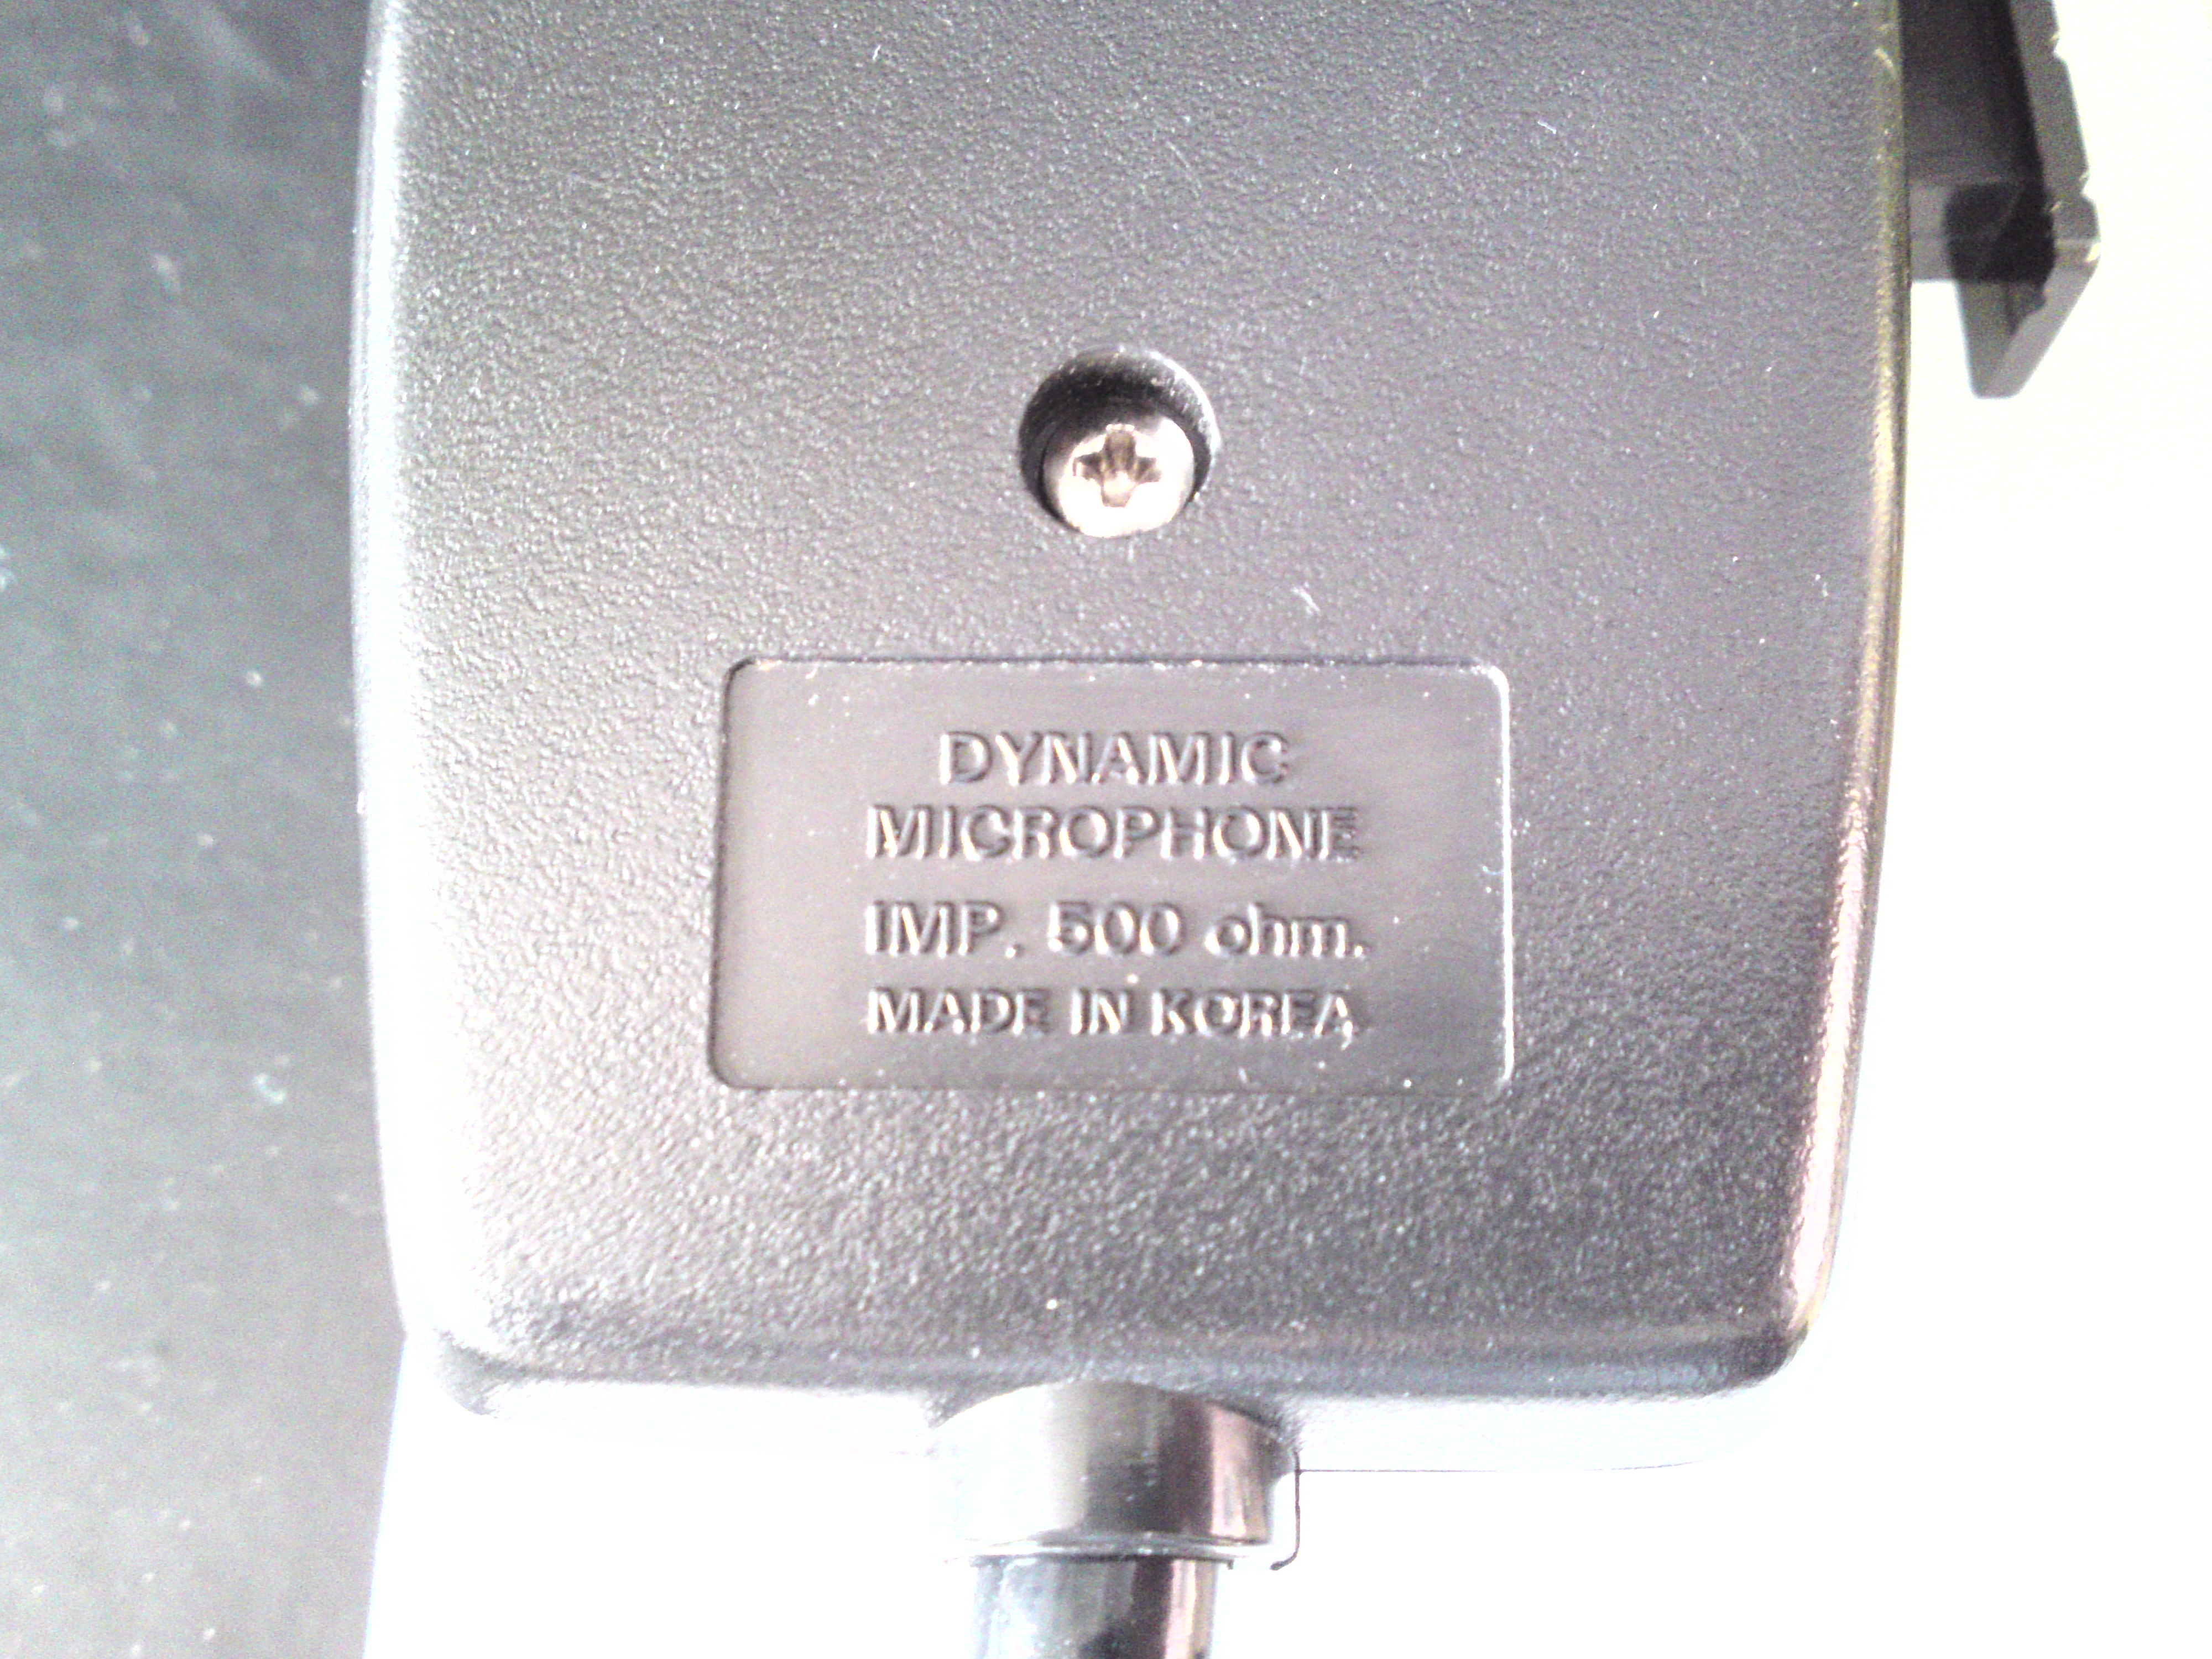 DYNAMIC
MICROPHONE
IMP. 500 ohm.
MADE IN KOREA